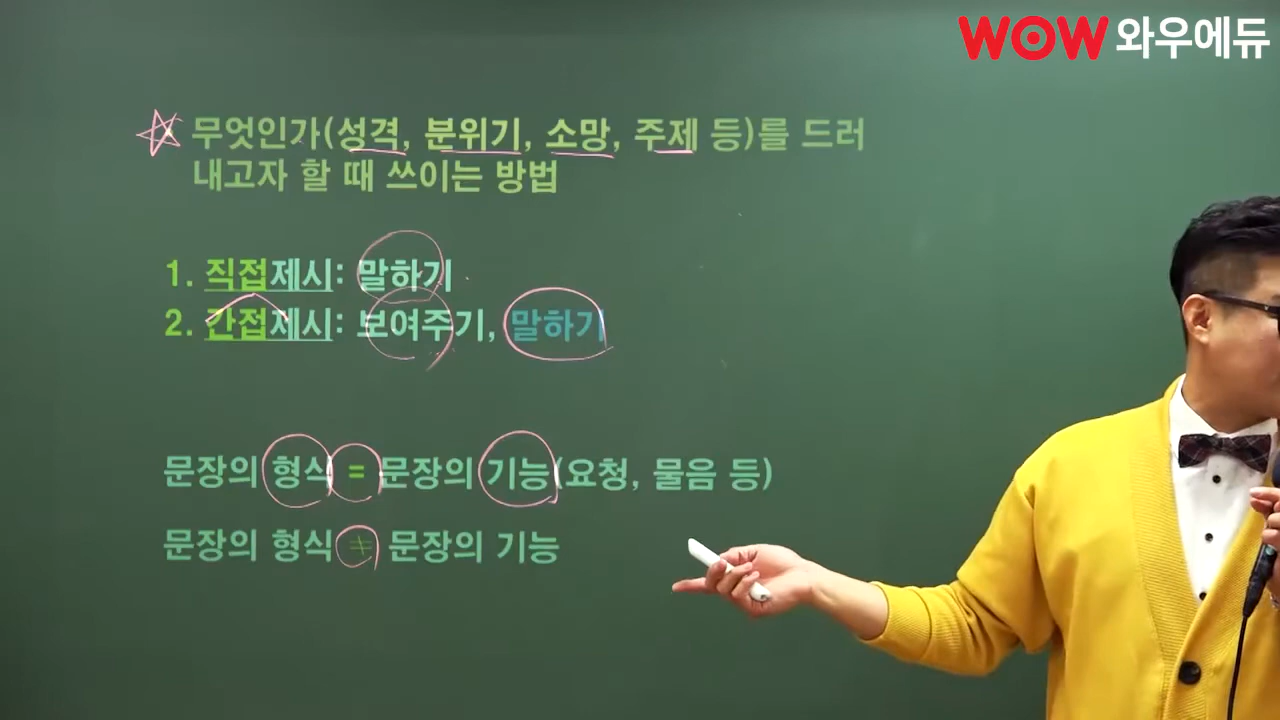 WOW 와우에듀
무엇인가(성격, 분위기, 소망, 주제 등)를 드러
내고자 할 때 쓰이는 방법
1. 직접제시: 말하기
2. 간접제시: 보여주기, 말하기
문장의 형식 = 문장의 기능(요청, 물음 등)
문장의 형식 ≠ 문장의 기능